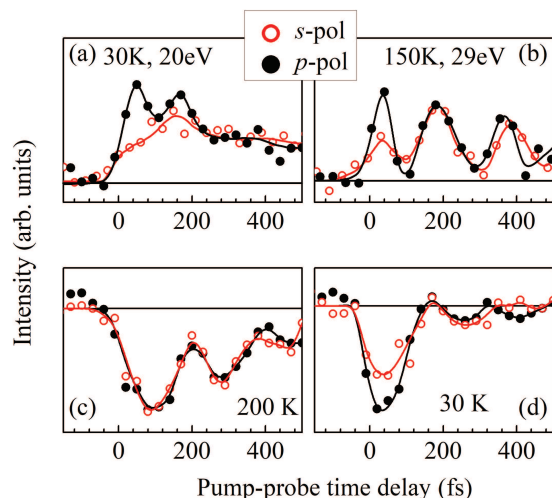 s-pol
p-pol
(a) 30K, 20eV
150K, 29eV (b)
0 200 400
0 200 400
Intensity (arb. units)
(c) 200 K
30 K (d)
0 200 400
0 200 400
Pump-probe time delay (fs)